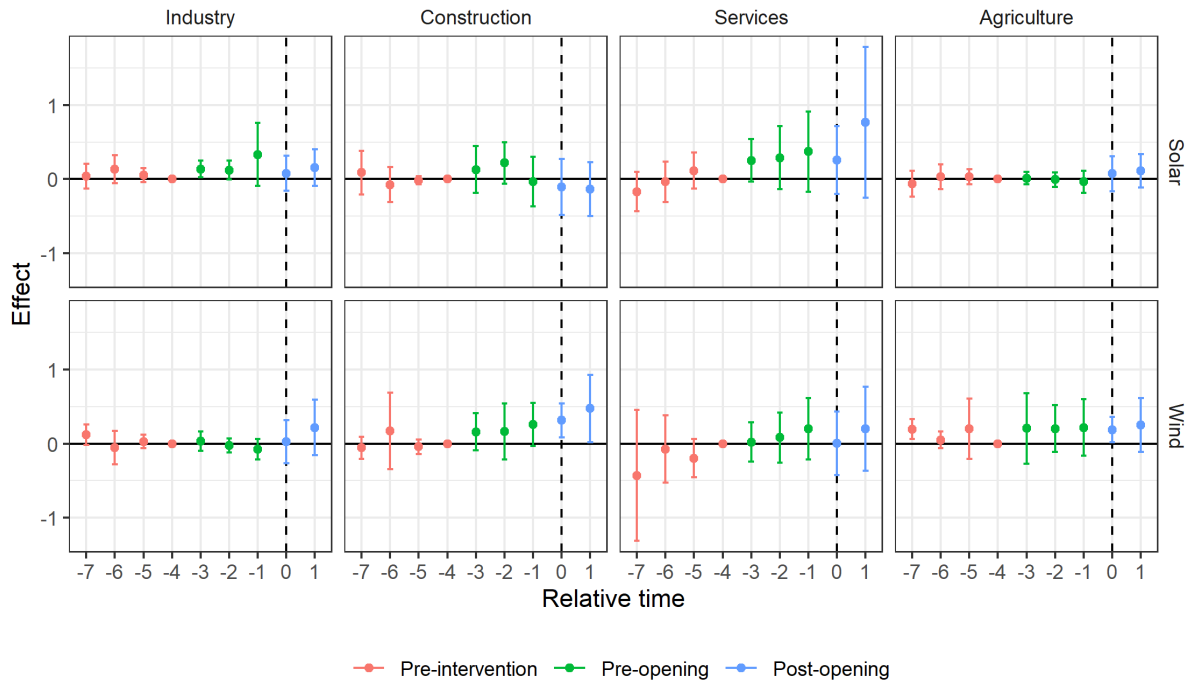 Industry Construction Services Agriculture
1
0
-1
Solar
1
0
-1
Wind
Effect
-7 -6 -5 -4 -3 -2 -1 0 1 -7 -6 -5 -4 -3 -2 -1 0 1 -7 -6 -5 -4 -3 -2 -1 0 1 -7 -6 -5 -4 -3 -2 -1 0 1
Relative time
Pre-intervention Pre-opening Post-opening